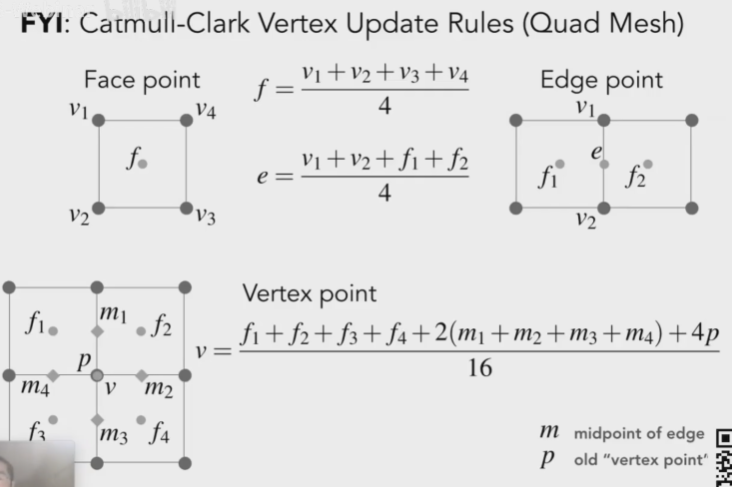 FYI: Catmull-Clark Vertex Update Rules (Quad Mesh)
Face point
f = (v₁ + v₂ + v₃ + v₄) / 4
Edge point
v₁ v₄
f
v₂ v₃
e = (v₁ + v₂ + f₁ + f₂) / 4
v₁
e
f₁ f₂
v₂
Vertex point
v = (f₁ + f₂ + f₃ + f₄ + 2(m₁ + m₂ + m₃ + m₄) + 4p) / 16
f₁ m₁ f₂
p
m₄ v m₂
f₃ m₃ f₄
m midpoint of edge
p old "vertex point"